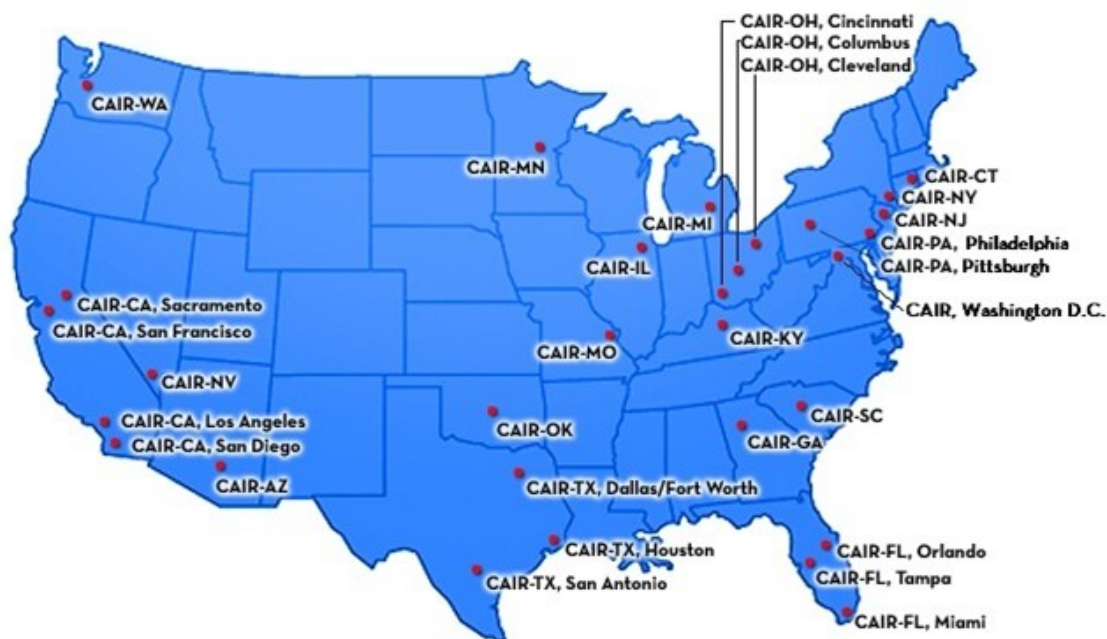 CAIR-OH, Cincinnati
CAIR-OH, Columbus
CAIR-OH, Cleveland
CAIR-WA
CAIR-MN
CAIR-CT
CAIR-NY
CAIR-MI
CAIR-NJ
CAIR-PA, Philadelphia
CAIR-IL
CAIR-PA, Pittsburgh
CAIR-CA, Sacramento
CAIR, Washington D.C.
CAIR-CA, San Francisco
CAIR-KY
CAIR-MO
CAIR-NV
CAIR-SC
CAIR-CA, Los Angeles
CAIR-OK
CAIR-GA
CAIR-CA, San Diego
CAIR-AZ
CAIR-TX, Dallas/Fort Worth
CAIR-TX, Houston
CAIR-FL, Orlando
CAIR-TX, San Antonio
CAIR-FL, Tampa
CAIR-FL, Miami